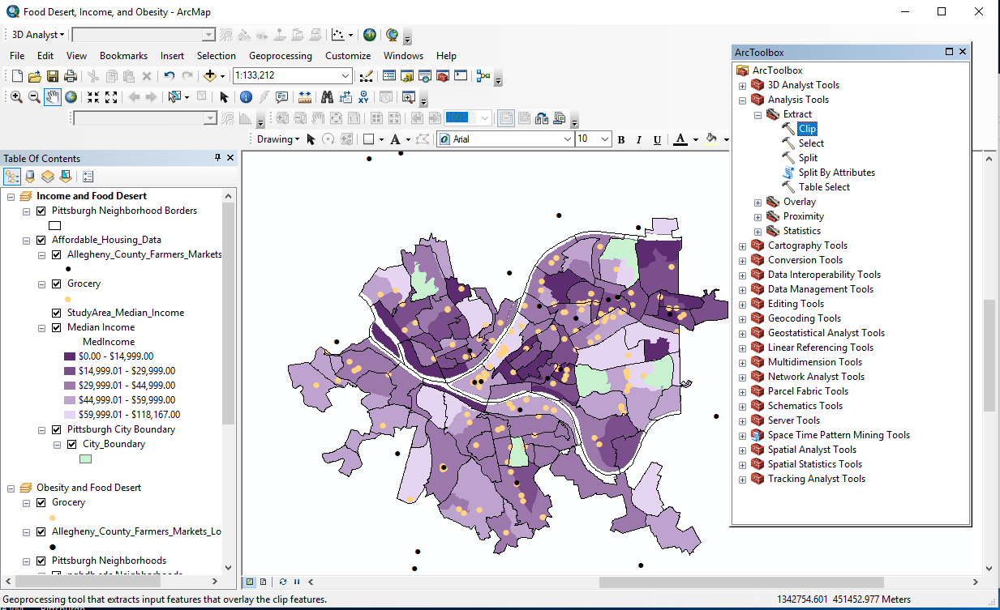 Food Desert, Income, and Obesity - ArcMap
3D Analyst
File Edit View Bookmarks Insert Selection Geoprocessing Customize Windows Help
1:133,212
100%
Drawing Arial 10 B I U A
Table Of Contents
Income and Food Desert
Pittsburgh Neighborhood Borders
Affordable_Housing_Data
Allegheny_County_Farmers_Markets
Grocery
StudyArea_Median_Income
Median Income
MedIncome
$0.00 - $14,999.00
$14,999.01 - $29,999.00
$29,999.01 - $44,999.00
$44,999.01 - $59,999.00
$59,999.01 - $118,167.00
Pittsburgh City Boundary
City_Boundary
Obesity and Food Desert
Grocery
Allegheny_County_Farmers_Markets_Lo
Pittsburgh Neighborhoods
ArcToolbox
ArcToolbox
3D Analyst Tools
Analysis Tools
Extract
Clip
Select
Split
Split By Attributes
Table Select
Overlay
Proximity
Statistics
Cartography Tools
Conversion Tools
Data Interoperability Tools
Data Management Tools
Editing Tools
Geocoding Tools
Geostatistical Analyst Tools
Linear Referencing Tools
Multidimension Tools
Network Analyst Tools
Parcel Fabric Tools
Schematics Tools
Server Tools
Space Time Pattern Mining Tools
Spatial Analyst Tools
Spatial Statistics Tools
Tracking Analyst Tools
Geoprocessing tool that extracts input features that overlay the clip features.
1342754.601 451452.977 Meters